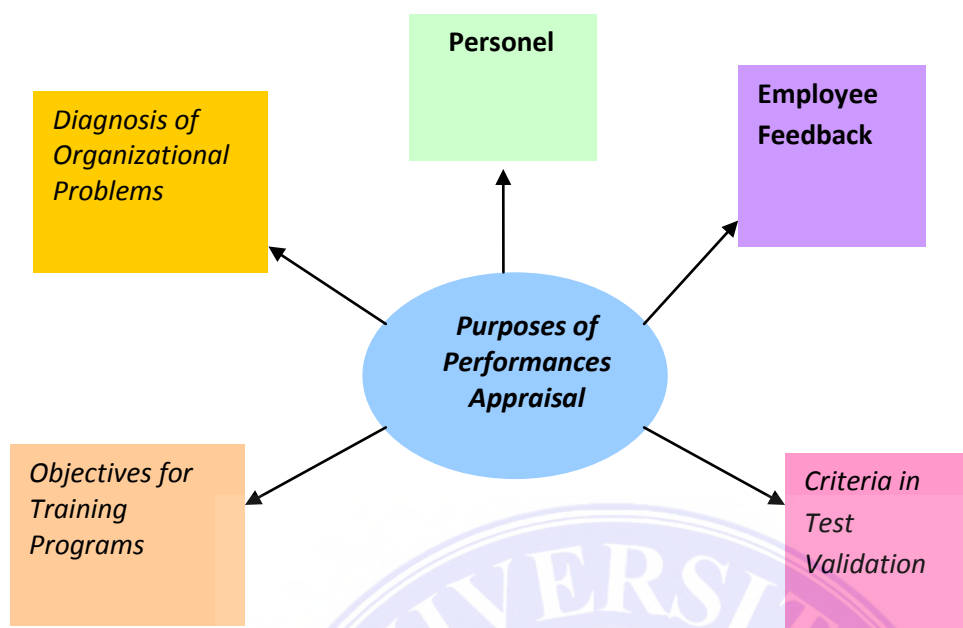 Personel
Employee
Feedback
Diagnosis of
Organizational
Problems
Purposes of
Performances
Appraisal
Objectives for
Training
Programs
Criteria in
Test
Validation